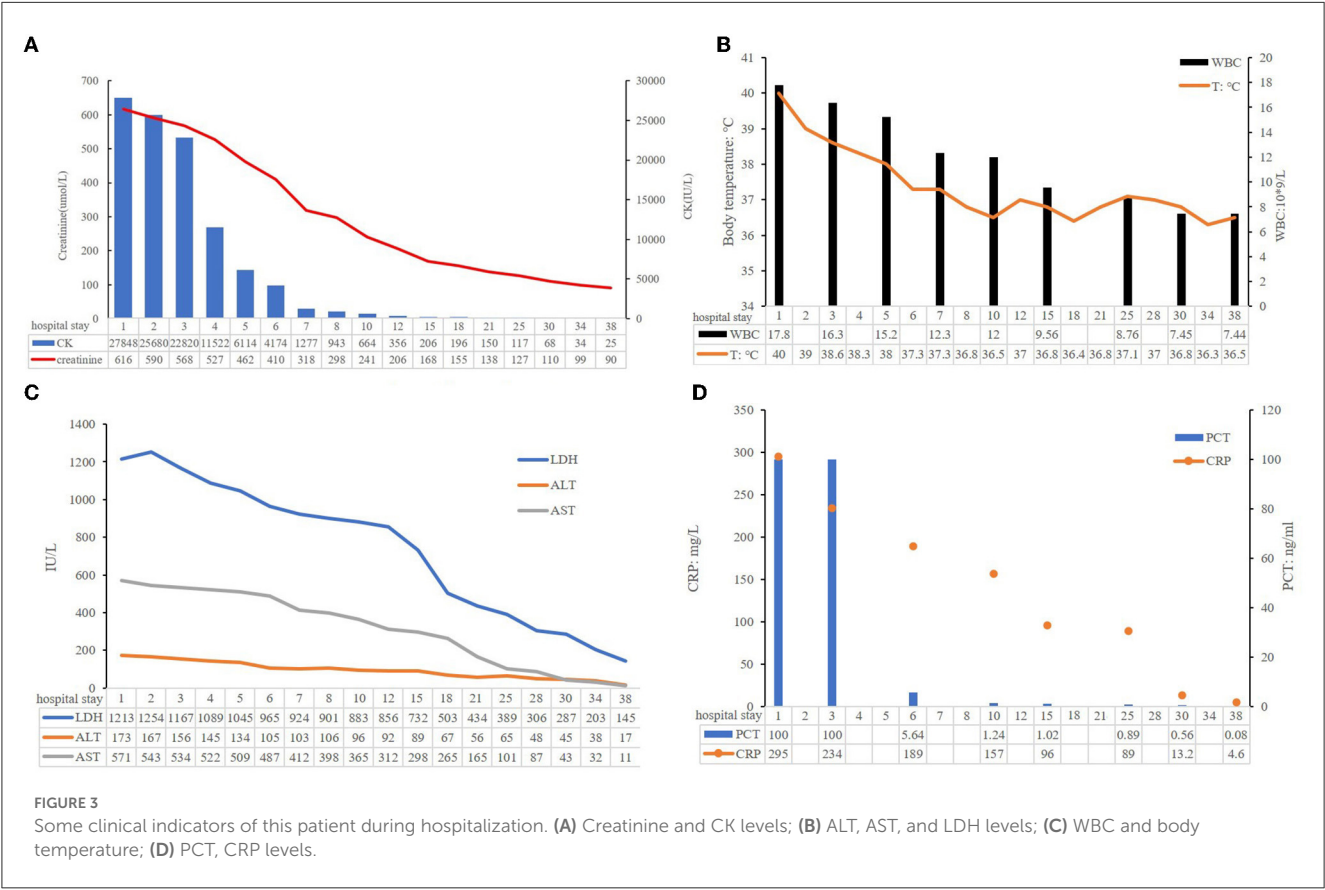 A
Creatinine(umol/L)
700
600
500
400
300
200
100
0
30000
25000
20000
15000
10000
5000
0
CK(IU/L)
hospital stay 1 2 3 4 5 6 7 8 10 12 15 18 21 25 30 34 38
CK 27848 25680 22820 11522 6114 4174 1277 943 664 356 206 196 150 117 68 34 25
creatinine 616 590 568 527 462 410 318 298 241 206 168 155 138 127 110 99 90
B
Body temperature: °C
41
40
39
38
37
36
35
34
WBC
T: °C
20
18
16
14
12
10
8
6
4
2
0
WBC:10*9/L
hospital stay 1 2 3 4 5 6 7 8 10 12 15 18 21 25 28 30 34 38
WBC 17.8 16.3 15.2 12.3 12 9.56 8.76 7.45 7.44
T: °C 40 39 38.6 38.3 38 37.3 37.3 36.8 36.5 37 36.8 36.4 36.8 37.1 37 36.8 36.3 36.5
C
IU/L
1400
1200
1000
800
600
400
200
0
LDH
ALT
AST
hospital stay 1 2 3 4 5 6 7 8 10 12 15 18 21 25 28 30 34 38
LDH 1213 1254 1167 1089 1045 965 924 901 883 856 732 503 434 389 306 287 203 145
ALT 173 167 156 145 134 105 103 106 96 92 89 67 56 65 48 45 38 17
AST 571 543 534 522 509 487 412 398 365 312 298 265 165 101 87 43 32 11
D
CRP: mg/L
350
300
250
200
150
100
50
0
PCT
CRP
120
100
80
60
40
20
0
PCT: ng/ml
hospital stay 1 2 3 4 5 6 7 8 10 12 15 18 21 25 28 30 34 38
PCT 100 100 5.64 1.24 1.02 0.89 0.56 0.08
CRP 295 234 189 157 96 89 13.2 4.6
FIGURE 3
Some clinical indicators of this patient during hospitalization. (A) Creatinine and CK levels; (B) ALT, AST, and LDH levels; (C) WBC and body
temperature; (D) PCT, CRP levels.